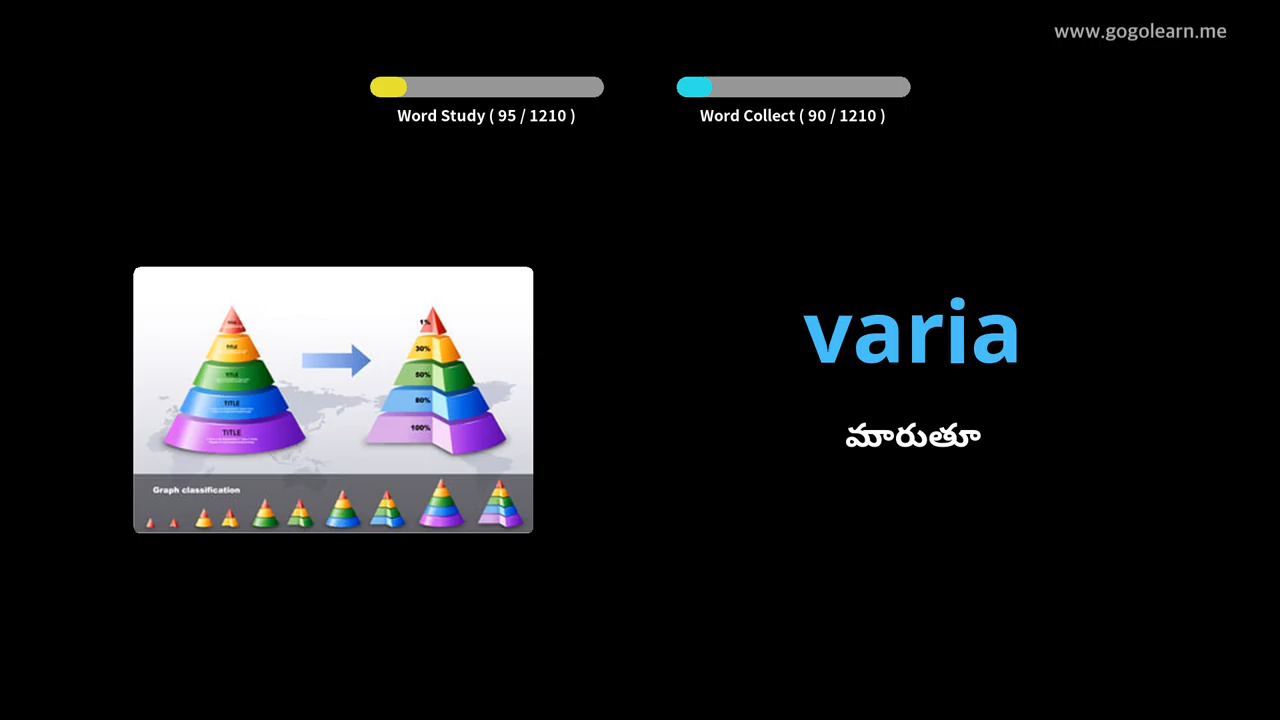 www.gogolearn.me
Word Study ( 95 / 1210 )
Word Collect ( 90 / 1210 )
varia
మారుతూ
TITLE
TITLE
TITLE
TITLE
1%
30%
50%
80%
100%
Graph classification